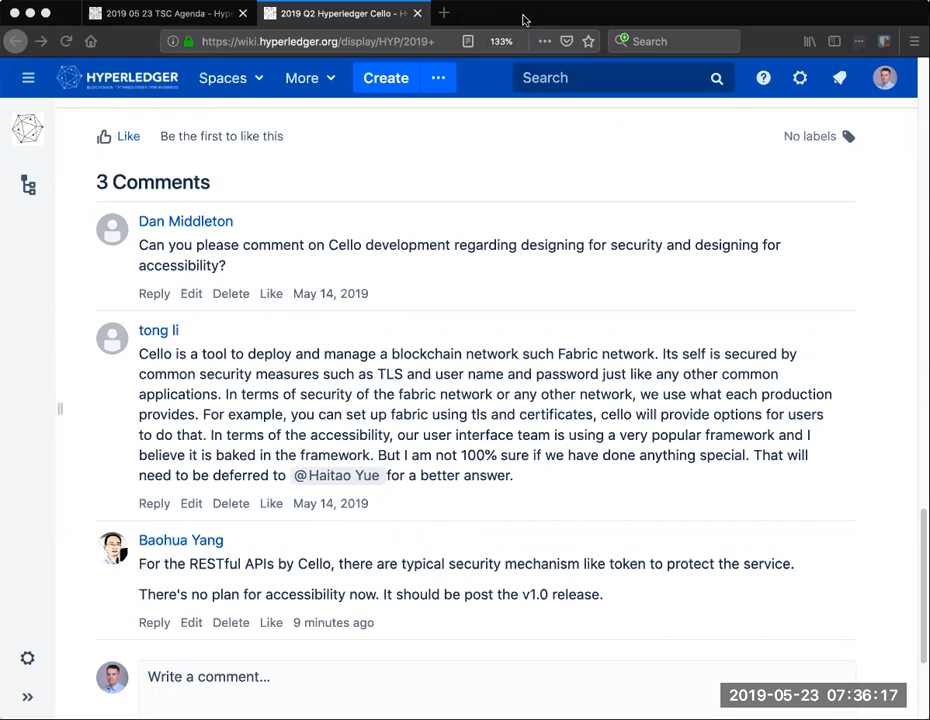 2019 05 23 TSC Agenda - Hype
2019 Q2 Hyperledger Cello - H
https://wiki.hyperledger.org/display/HYP/2019+
133%
Search
HYPERLEDGER
BLOCKCHAIN TECHNOLOGIES FOR BUSINESS
Spaces
More
Create
Search
Like
Be the first to like this
No labels
3 Comments
Dan Middleton
Can you please comment on Cello development regarding designing for security and designing for
accessibility?
Reply Edit Delete Like May 14, 2019
tong li
Cello is a tool to deploy and manage a blockchain network such Fabric network. Its self is secured by
common security measures such as TLS and user name and password just like any other common
applications. In terms of security of the fabric network or any other network, we use what each production
provides. For example, you can set up fabric using tls and certificates, cello will provide options for users
to do that. In terms of the accessibility, our user interface team is using a very popular framework and I
believe it is baked in the framework. But I am not 100% sure if we have done anything special. That will
need to be deferred to @Haitao Yue for a better answer.
Reply Edit Delete Like May 14, 2019
Baohua Yang
For the RESTful APIs by Cello, there are typical security mechanism like token to protect the service.
There's no plan for accessibility now. It should be post the v1.0 release.
Reply Edit Delete Like 9 minutes ago
Write a comment…
2019-05-23 07:36:17